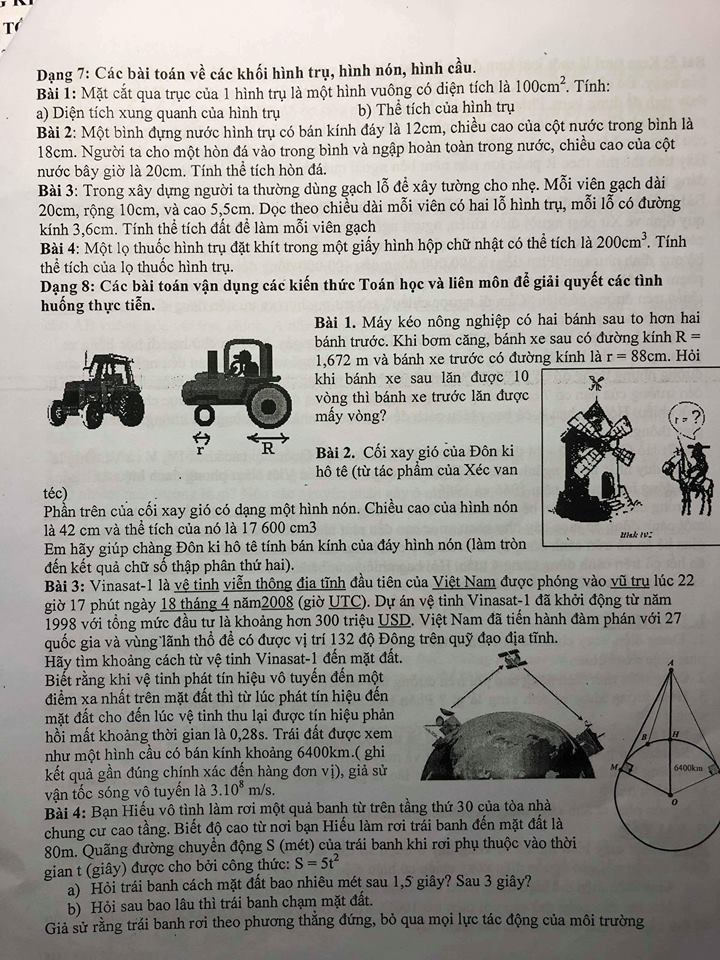 Dạng 7: Các bài toán về các khối hình trụ, hình nón, hình cầu.
Bài 1: Mặt cắt qua trục của 1 hình trụ là một hình vuông có diện tích là 100cm². Tính:
a) Diện tích xung quanh của hình trụ b) Thể tích của hình trụ
Bài 2: Một bình đựng nước hình trụ có bán kính đáy là 12cm, chiều cao của cột nước trong bình là
18cm. Người ta cho một hòn đá vào trong bình và ngập hoàn toàn trong nước, chiều cao của cột
nước bây giờ là 20cm. Tính thể tích hòn đá.
Bài 3: Trong xây dựng người ta thường dùng gạch lỗ để xây tường cho nhẹ. Mỗi viên gạch dài
20cm, rộng 10cm, và cao 5,5cm. Dọc theo chiều dài mỗi viên có hai lỗ hình trụ, mỗi lỗ có đường
kính 3,6cm. Tính thể tích đất để làm mỗi viên gạch
Bài 4: Một lọ thuốc hình trụ đặt khít trong một giấy hình hộp chữ nhật có thể tích là 200cm³. Tính
thể tích của lọ thuốc hình trụ.
Dạng 8: Các bài toán vận dụng các kiến thức Toán học và liên môn để giải quyết các tình
huống thực tiễn.
Bài 1. Máy kéo nông nghiệp có hai bánh sau to hơn hai
bánh trước. Khi bơm căng, bánh xe sau có đường kính R =
1,672 m và bánh xe trước có đường kính là r = 88cm. Hỏi
khi bánh xe sau lăn được 10
vòng thì bánh xe trước lăn được
mấy vòng?
r R
r = ?
Bài 2. Cối xay gió của Đôn ki
hô tê (từ tác phẩm của Xéc van
téc)
Phần trên của cối xay gió có dạng một hình nón. Chiều cao của hình nón
là 42 cm và thể tích của nó là 17 600 cm3
Em hãy giúp chàng Đôn ki hô tê tính bán kính của đáy hình nón (làm tròn
đến kết quả chữ số thập phân thứ hai).
Bài 3: Vinasat-1 là vệ tinh viễn thông địa tĩnh đầu tiên của Việt Nam được phóng vào vũ trụ lúc 22
giờ 17 phút ngày 18 tháng 4 năm2008 (giờ UTC). Dự án vệ tinh Vinasat-1 đã khởi động từ năm
1998 với tổng mức đầu tư là khoảng hơn 300 triệu USD. Việt Nam đã tiến hành đàm phán với 27
quốc gia và vùng lãnh thổ để có được vị trí 132 độ Đông trên quỹ đạo địa tĩnh.
Hãy tìm khoảng cách từ vệ tinh Vinasat-1 đến mặt đất.
Biết rằng khi vệ tinh phát tín hiệu vô tuyến đến một
điểm xa nhất trên mặt đất thì từ lúc phát tín hiệu đến
mặt đất cho đến lúc vệ tinh thu lại được tín hiệu phản
hồi mất khoảng thời gian là 0,28s. Trái đất được xem
như một hình cầu có bán kính khoảng 6400km.( ghi
kết quả gần đúng chính xác đến hàng đơn vị), giả sử
vận tốc sóng vô tuyến là 3.10⁸ m/s.
A
B
H
M
6400km
O
Bài 4: Bạn Hiếu vô tình làm rơi một quả banh từ trên tầng thứ 30 của tòa nhà
chung cư cao tầng. Biết độ cao từ nơi bạn Hiếu làm rơi trái banh đến mặt đất là
80m. Quãng đường chuyển động S (mét) của trái banh khi rơi phụ thuộc vào thời
gian t (giây) được cho bởi công thức: S = 5t²
a) Hỏi trái banh cách mặt đất bao nhiêu mét sau 1,5 giây? Sau 3 giây?
b) Hỏi sau bao lâu thì trái banh chạm mặt đất.
Giả sử rằng trái banh rơi theo phương thẳng đứng, bỏ qua mọi lực tác động của môi trường